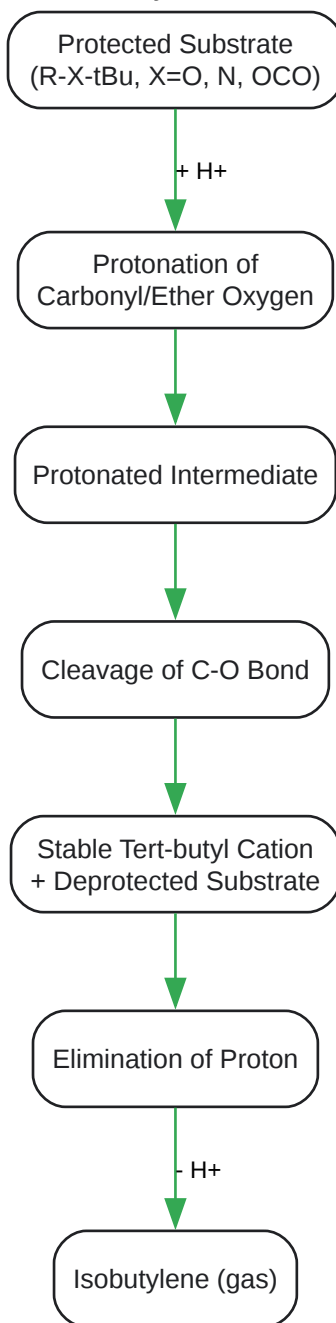 Protected Substrate
(R-X-tBu, X=O, N, OCO)
+ H+
Protonation of
Carbonyl/Ether Oxygen
Protonated Intermediate
Cleavage of C-O Bond
Stable Tert-butyl Cation
+ Deprotected Substrate
Elimination of Proton
- H+
Isobutylene (gas)